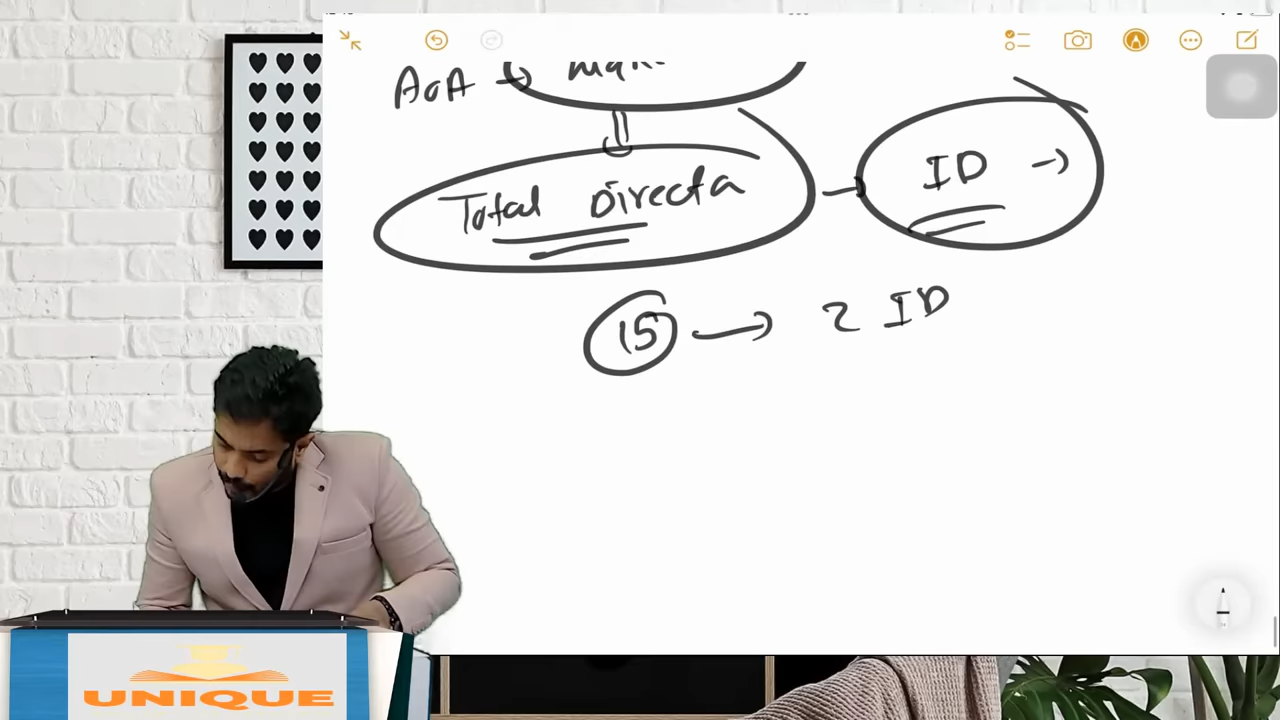 AOA →
Total Directa → ID →
15 → 2 ID
UNIQUE